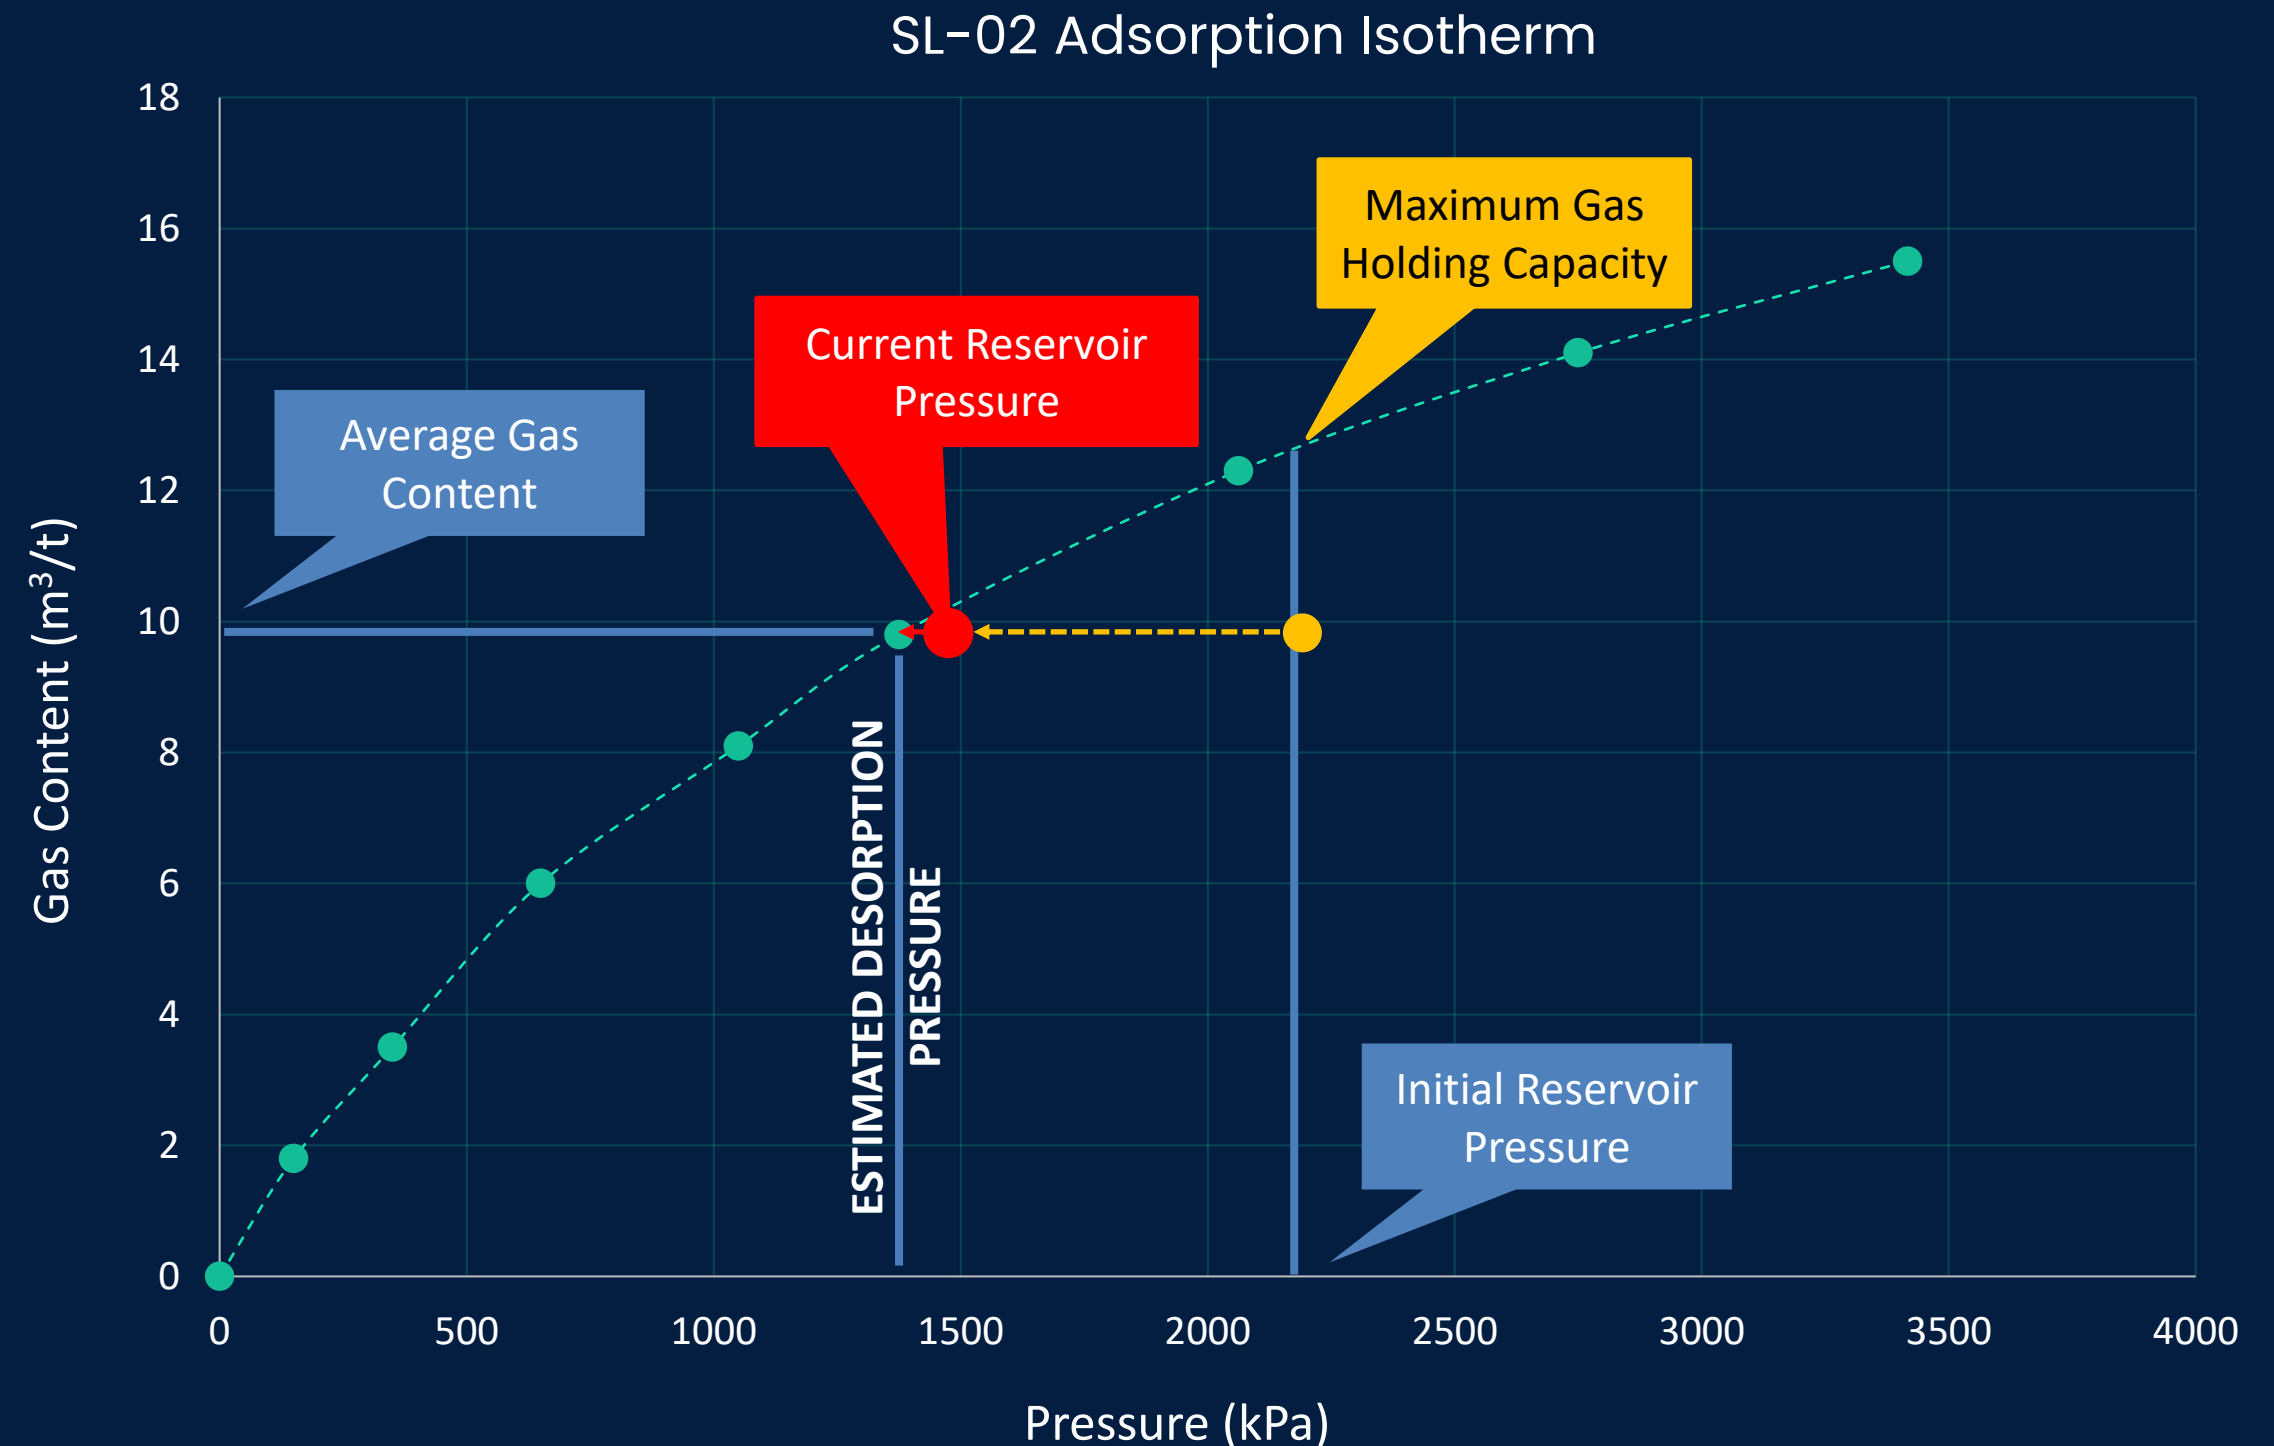 SL-02 Adsorption Isotherm
18
16
14
12
10
8
6
4
2
0
Gas Content (m³/t)
Maximum Gas
Holding Capacity
Current Reservoir
Pressure
Average Gas
Content
ESTIMATED DESORPTION
PRESSURE
Initial Reservoir
Pressure
0 500 1000 1500 2000 2500 3000 3500 4000
Pressure (kPa)